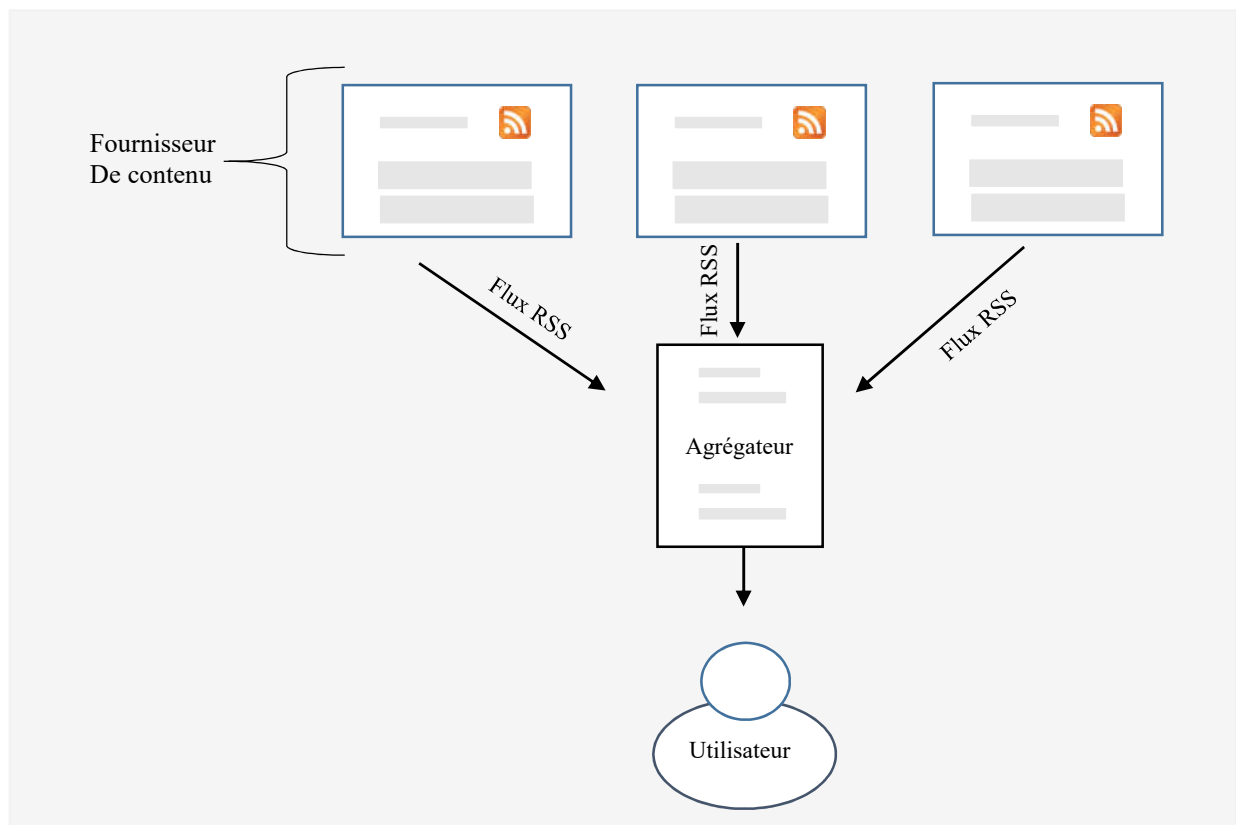 Fournisseur
De contenu
Flux RSS
Flux RSS
Flux RSS
Agrégateur
Utilisateur